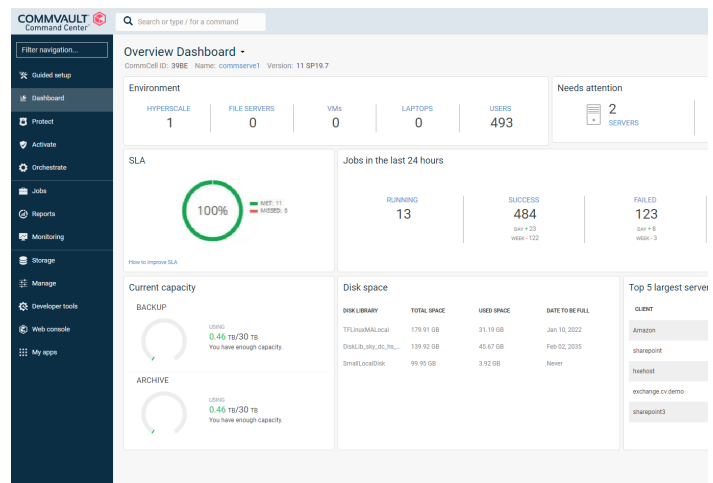 COMMVAULT
Command Center™
Search or type / for a command
Filter navigation...
Guided setup
Dashboard
Protect
Activate
Orchestrate
Jobs
Reports
Monitoring
Storage
Manage
Developer tools
Web console
My apps
Overview Dashboard
CommCell ID: 39BE Name: commserve1 Version: 11 SP19.7
Environment
HYPERSCALE FILE SERVERS VMs LAPTOPS USERS
1 0 0 0 493
Needs attention
2
SERVERS
SLA
100%
MET: 11
MISSED:
How to improve SLA
Jobs in the last 24 hours
RUNNING SUCCESS FAILED
13 484 123
DAY + 23 DAY + 8
WEEK - 122 WEEK - 3
Current capacity
BACKUP
USING
0.46 TB/30 TB
You have enough capacity.
ARCHIVE
USING
0.46 TB/30 TB
You have enough capacity.
Disk space
DISK LIBRARY TOTAL SPACE USED SPACE DATE TO BE FULL
TFLinuxMALocal 179.91 GB 31.19 GB Jan 10, 2022
DiskLib_sky_dc_hs_... 139.92 GB 45.67 GB Feb 02, 2035
SmallLocalDisk 99.95 GB 3.92 GB Never
Top 5 largest server
CLIENT
Amazon
sharepoint
hxehost
exchange.cv.demo
sharepoint3